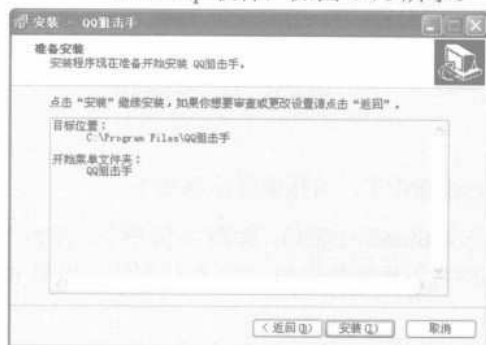 安装 - QQ狙击手
准备安装
安装程序现在准备开始安装 QQ狙击手。
点击“安装”继续安装，如果你想要审查或更改设置请点击“返回”。
目标位置：
C:\Program Files\QQ狙击手
开始菜单文件夹：
QQ狙击手
< 返回(B)
安装(I)
取消